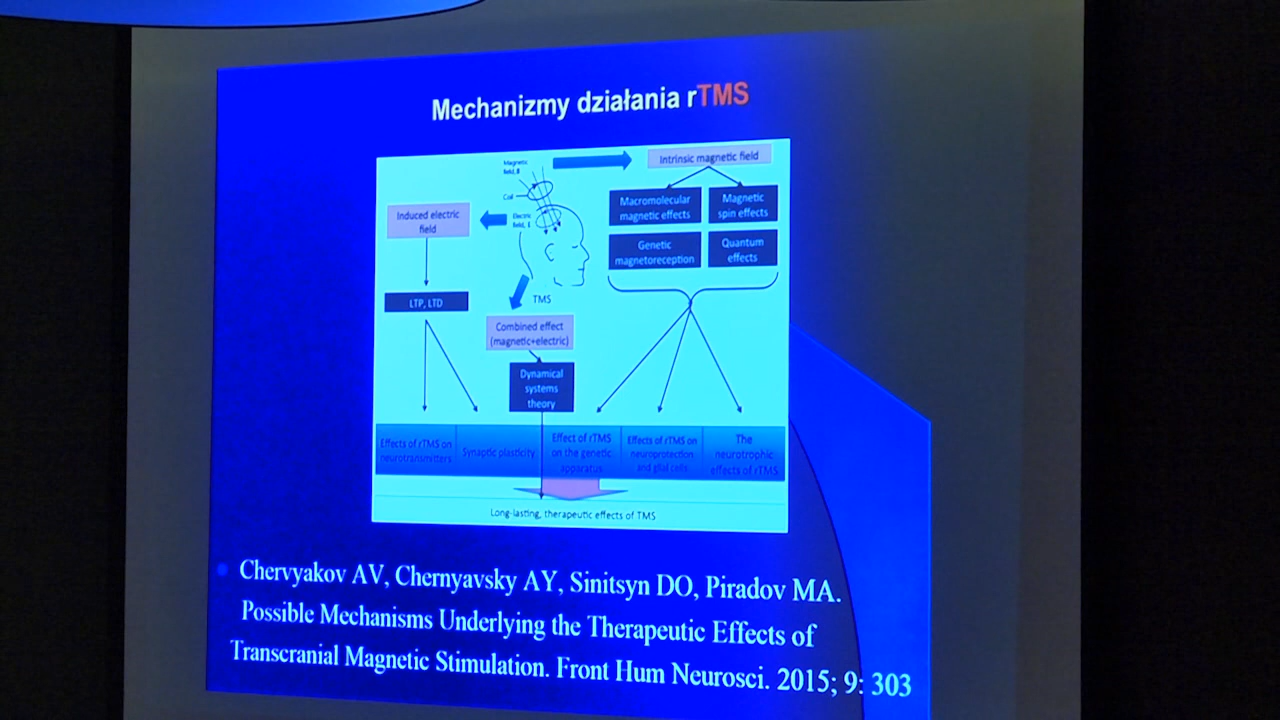 Mechanizmy działania rTMS
Magnetic
field, B
Intrinsic magnetic field
Coil
Macromolecular
magnetic effects
Magnetic
spin effects
Induced electric
field
Electric
field, E
Genetic
magnetoreception
Quantum
effects
LTP, LTD
TMS
Combined effect
(magnetic+electric)
Dynamical
systems
theory
Effects of rTMS on
neurotransmitters
Synaptic plasticity
Effect of rTMS
on the genetic
apparatus
Effects of rTMS on
neuroprotection
and glial cells
The
neurotrophic
effects of rTMS
Long-lasting, therapeutic effects of TMS
Chervyakov AV, Chernyavsky AY, Sinitsyn DO, Piradov MA.
Possible Mechanisms Underlying the Therapeutic Effects of
Transcranial Magnetic Stimulation. Front Hum Neurosci. 2015; 9: 303